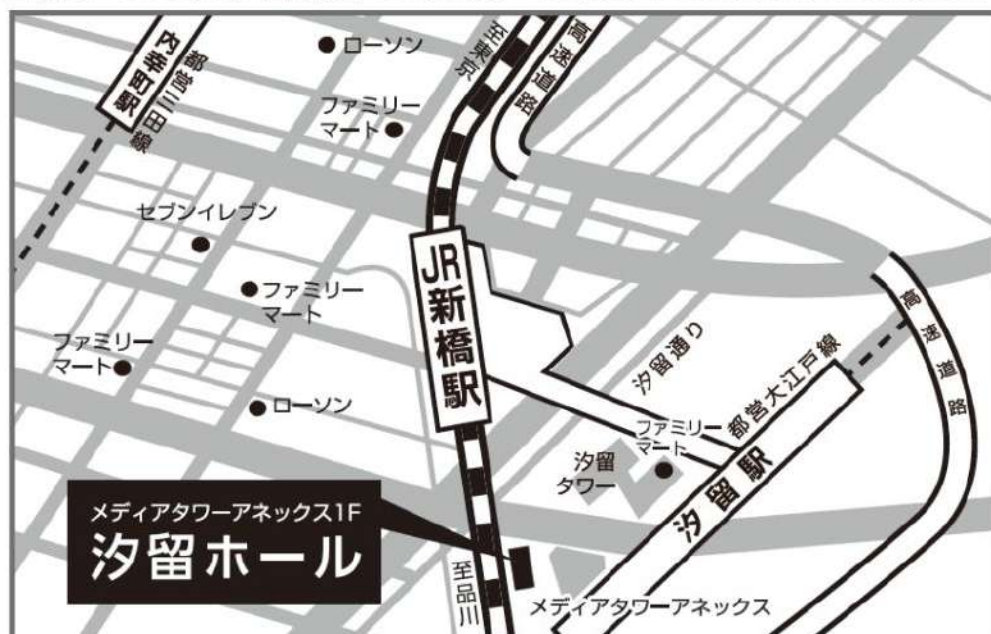 ローソン
至東京
高速道路
内幸町駅
都営三田線
ファミリー
マート
セブンイレブン
ファミリー
マート
JR新橋駅
ファミリー
マート
ローソン
汐留通り
都営大江戸線
高速道路
ファミリー
マート
汐留
タワー
汐留駅
メディアタワーアネックス1F
汐留ホール
至品川
メディアタワーアネックス